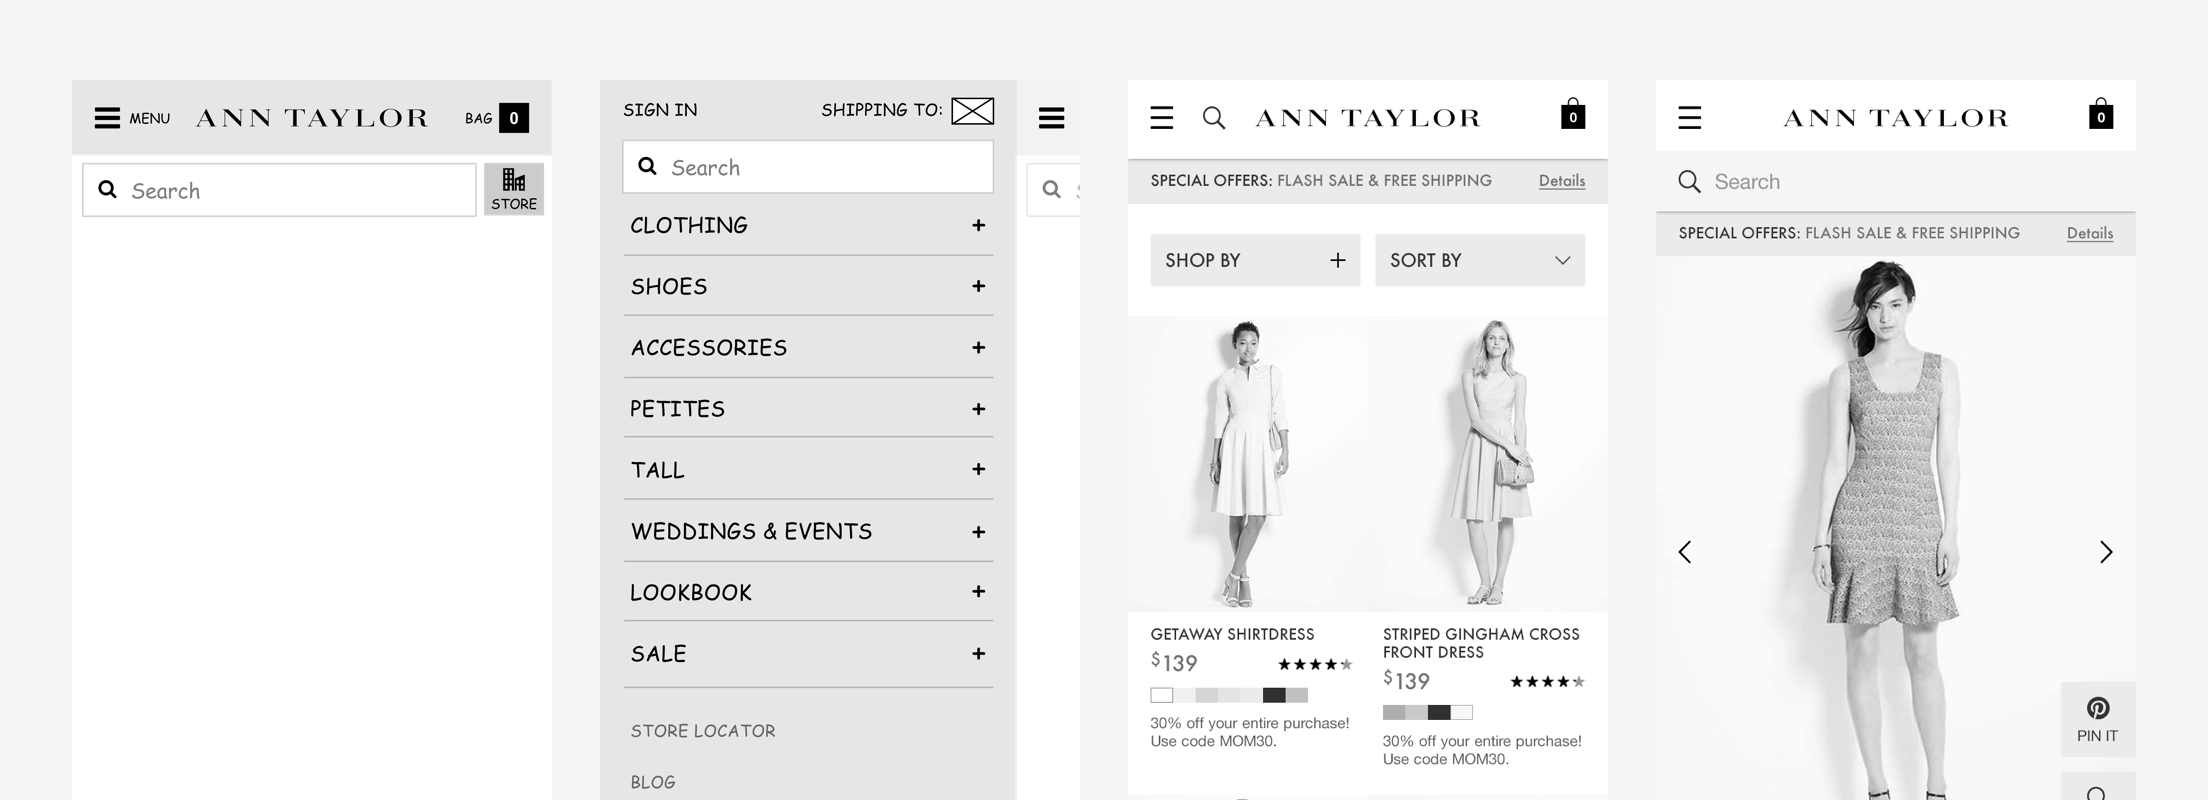 MENU ANN TAYLOR BAG 0
Search
STORE
SIGN IN SHIPPING TO:
Search
CLOTHING +
SHOES +
ACCESSORIES +
PETITES +
TALL +
WEDDINGS & EVENTS +
LOOKBOOK +
SALE +
STORE LOCATOR
BLOG
ANN TAYLOR 0
SPECIAL OFFERS: FLASH SALE & FREE SHIPPING Details
SHOP BY + SORT BY
GETAWAY SHIRTDRESS
$139
30% off your entire purchase!
Use code MOM30.
STRIPED GINGHAM CROSS
FRONT DRESS
$139
30% off your entire purchase!
Use code MOM30.
ANN TAYLOR 0
Search
SPECIAL OFFERS: FLASH SALE & FREE SHIPPING Details
PIN IT